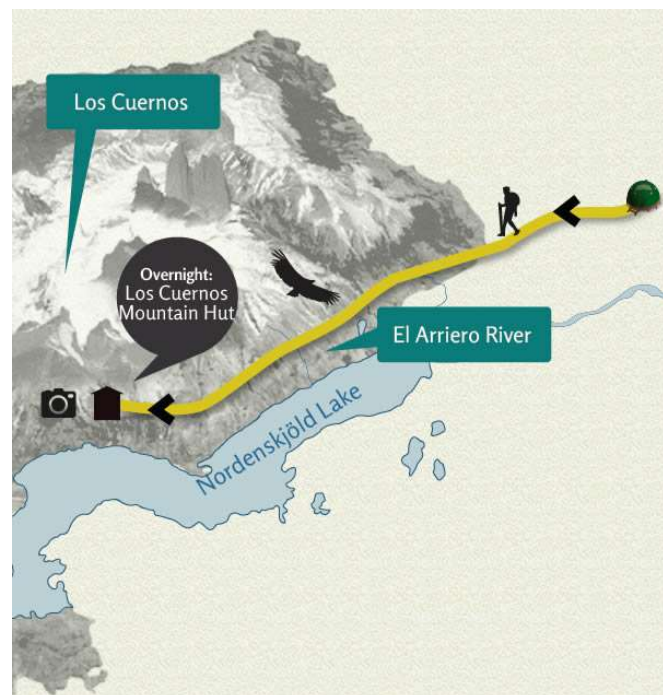 Los Cuernos
Overnight:
Los Cuernos
Mountain Hut
El Arriero River
Nordenskjöld Lake